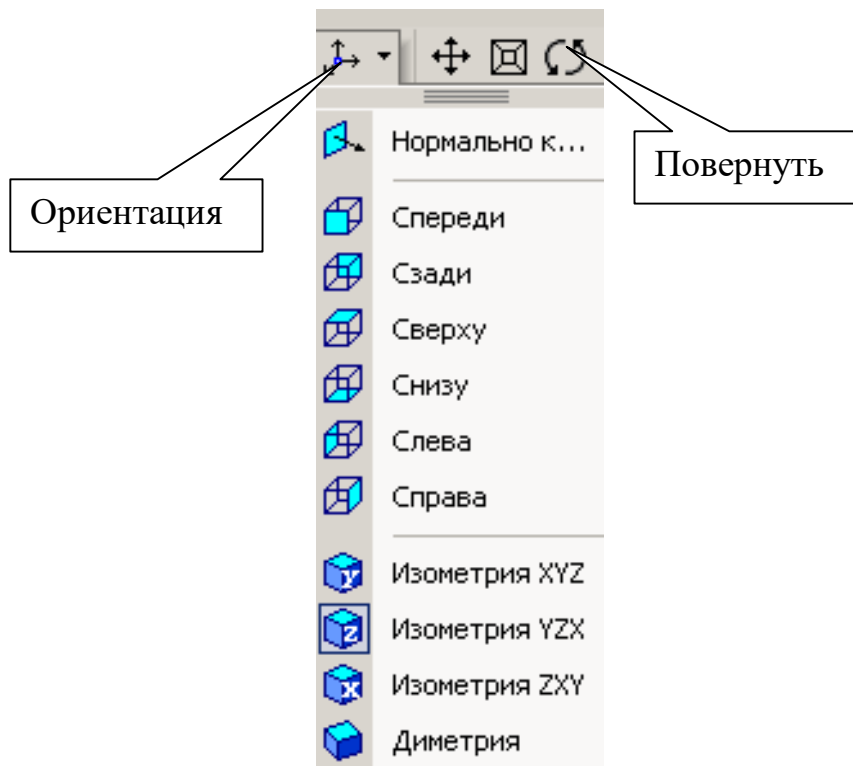 Нормально к...
Повернуть
Ориентация
Спереди
Сзади
Сверху
Снизу
Слева
Справа
Изометрия XYZ
Изометрия YZX
Изометрия ZXY
Диметрия